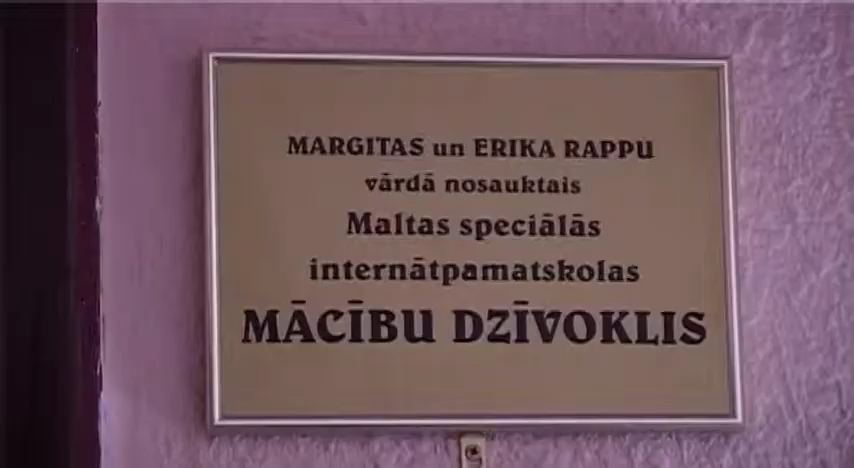 MARGITAS un ERIKA RAPPU
vārdā nosauktais
Maltas speciālās
internātpamatskolas
MĀCĪBU DZĪVOKLIS